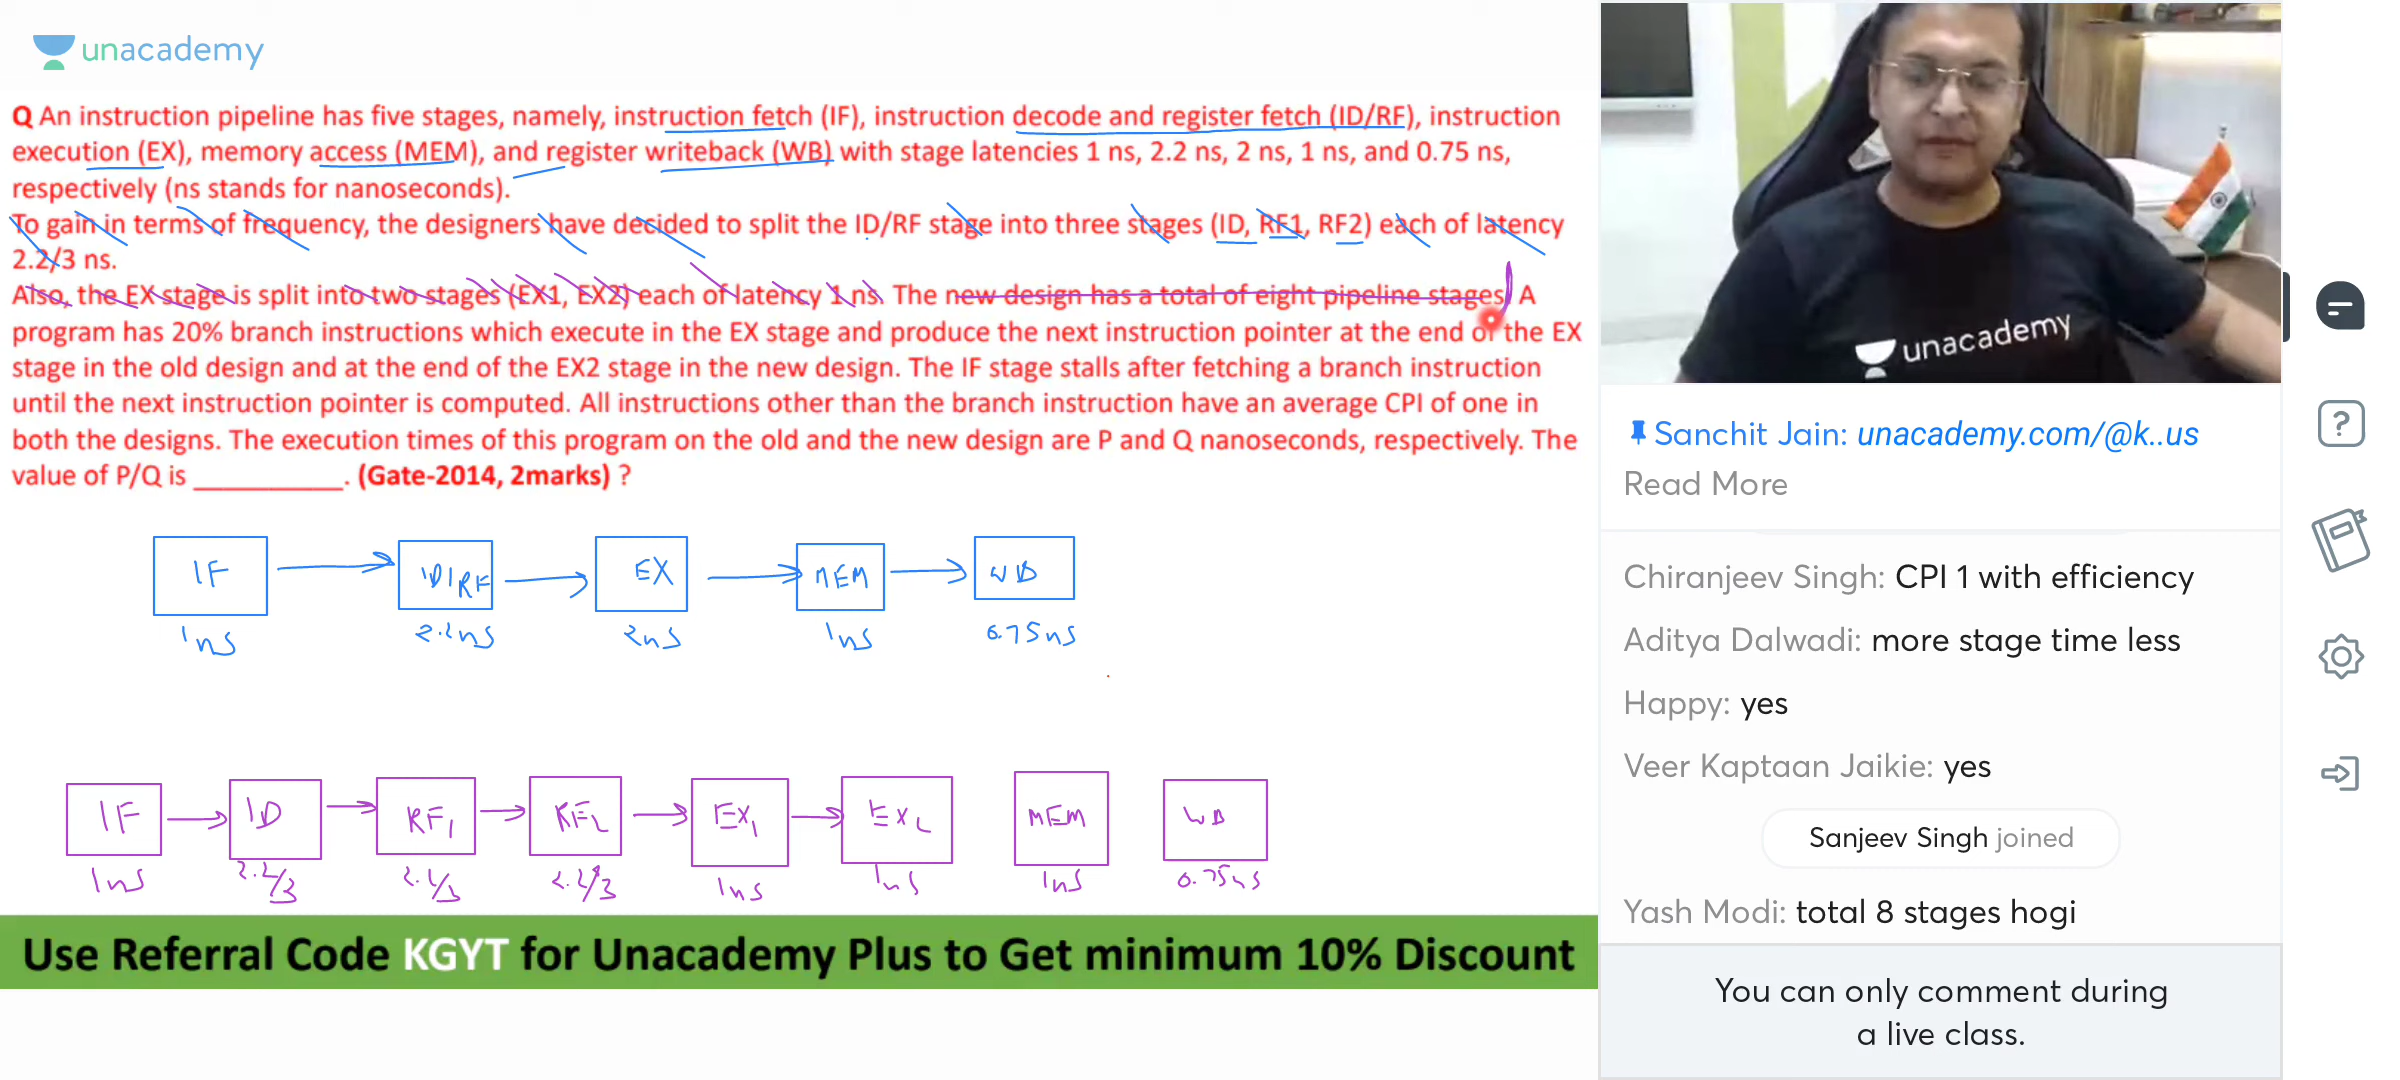 unacademy
Q An instruction pipeline has five stages, namely, instruction fetch (IF), instruction decode and register fetch (ID/RF), instruction
execution (EX), memory access (MEM), and register writeback (WB) with stage latencies 1 ns, 2.2 ns, 2 ns, 1 ns, and 0.75 ns,
respectively (ns stands for nanoseconds).
To gain in terms of frequency, the designers have decided to split the ID/RF stage into three stages (ID, RF1, RF2) each of latency
2.2/3 ns.
Also, the EX stage is split into two stages (EX1, EX2) each of latency 1 ns. The new design has a total of eight pipeline stages. A
program has 20% branch instructions which execute in the EX stage and produce the next instruction pointer at the end of the EX
stage in the old design and at the end of the EX2 stage in the new design. The IF stage stalls after fetching a branch instruction
until the next instruction pointer is computed. All instructions other than the branch instruction have an average CPI of one in
both the designs. The execution times of this program on the old and the new design are P and Q nanoseconds, respectively. The
value of P/Q is __________. (Gate-2014, 2marks) ?
IF ID/RF EX MEM WB
1ns 2.2ns 2ns 1ns 0.75ns
IF ID RF1 RF2 EX1 EX2 MEM WB
1ns 2.2/3 2.2/3 2.2/3 1ns 1ns 1ns 0.75ns
Use Referral Code KGYT for Unacademy Plus to Get minimum 10% Discount
unacademy
Sanchit Jain: unacademy.com/@k..us
Read More
Chiranjeev Singh: CPI 1 with efficiency
Aditya Dalwadi: more stage time less
Happy: yes
Veer Kaptaan Jaikie: yes
Sanjeev Singh joined
Yash Modi: total 8 stages hogi
You can only comment during
a live class.